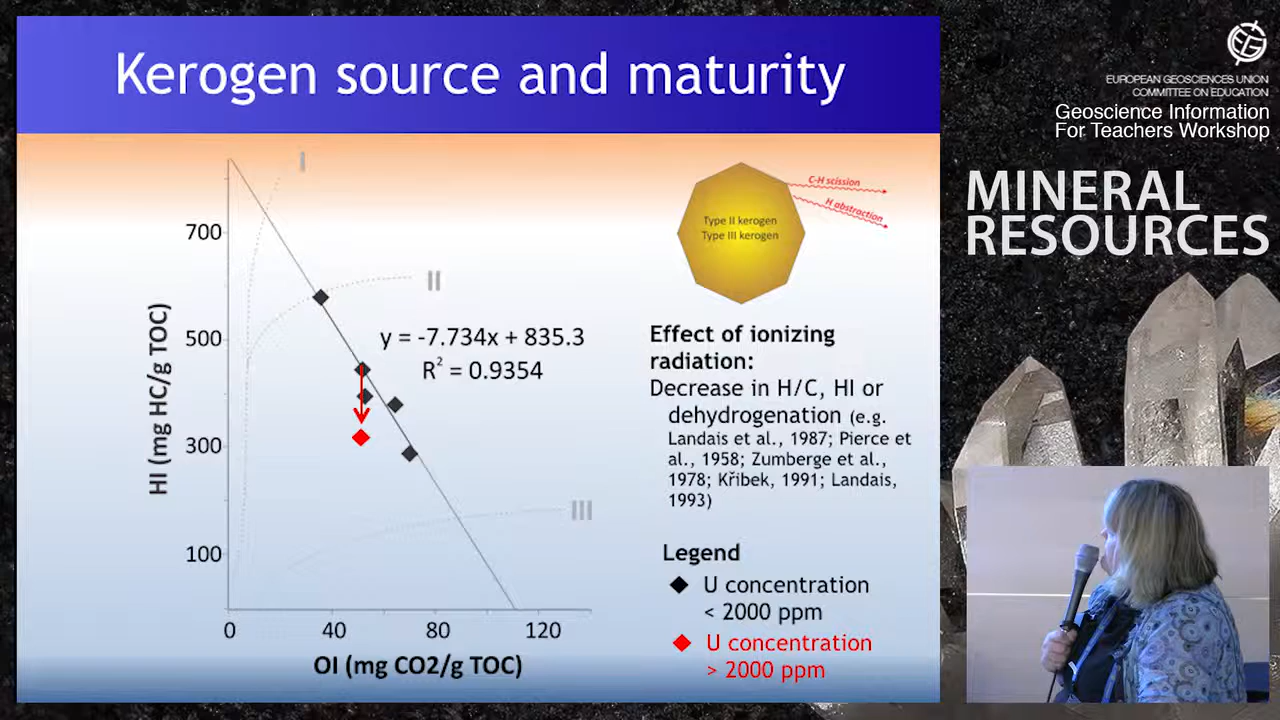 Kerogen source and maturity
I
II
III
700
500
300
100
HI (mg HC/g TOC)
y = -7.734x + 835.3
R² = 0.9354
0
40
80
120
OI (mg CO2/g TOC)
C-H scission
H abstraction
Type II kerogen
Type III kerogen
Effect of ionizing
radiation:
Decrease in H/C, HI or
dehydrogenation (e.g.
Landais et al., 1987; Pierce et
al., 1958; Zumberge et al.,
1978; Křibek, 1991; Landais,
1993)
Legend
U concentration
< 2000 ppm
U concentration
> 2000 ppm
EGU
EUROPEAN GEOSCIENCES UNION
COMMITTEE ON EDUCATION
Geoscience Information
For Teachers Workshop
MINERAL
RESOURCES